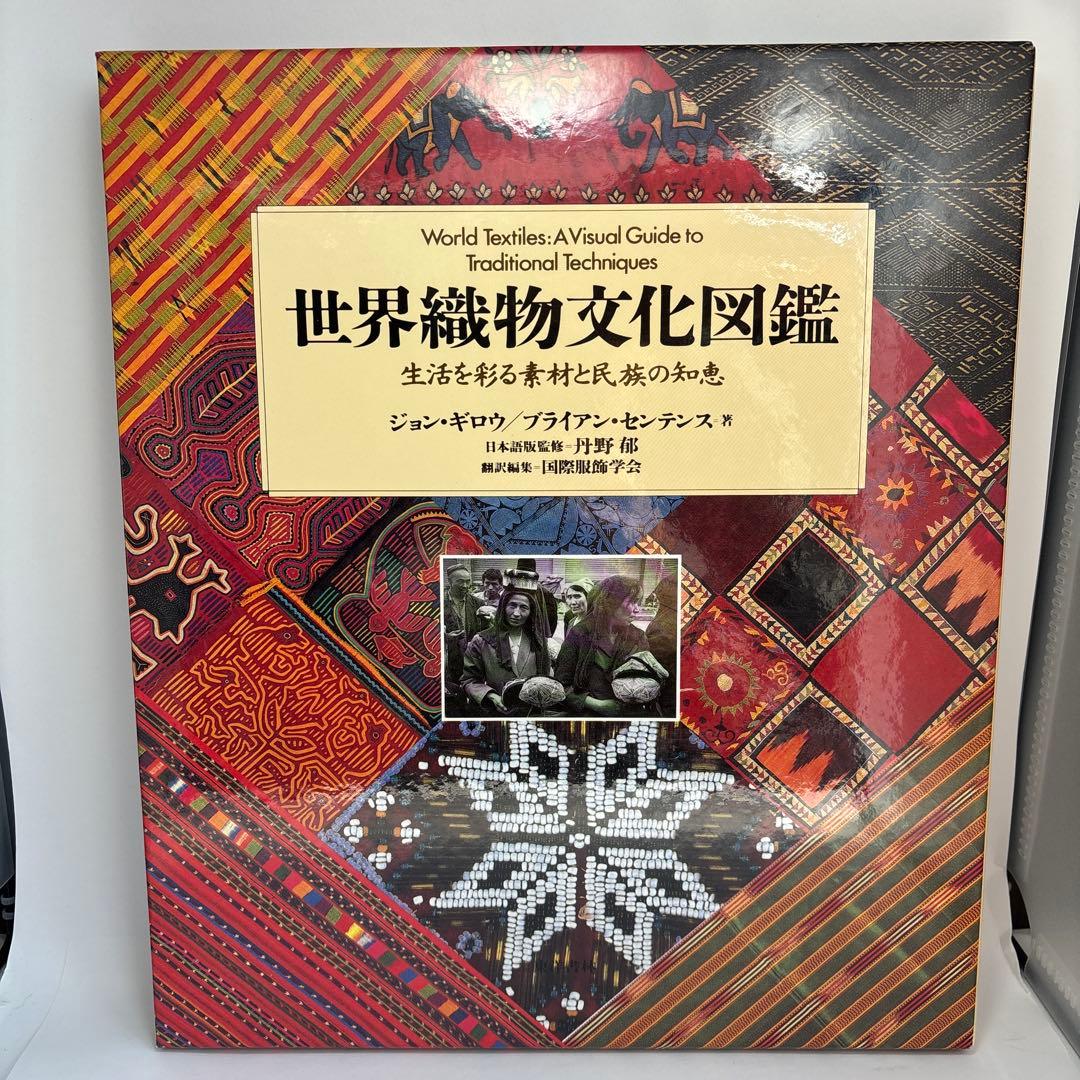 World Textiles: A Visual Guide to
Traditional Techniques
世界織物文化図鑑
生活を彩る素材と民族の知恵
ジョン・ギロウ/ブライアン・センテンス=著
日本語版監修=丹野 郁
翻訳編集=国際服飾学会